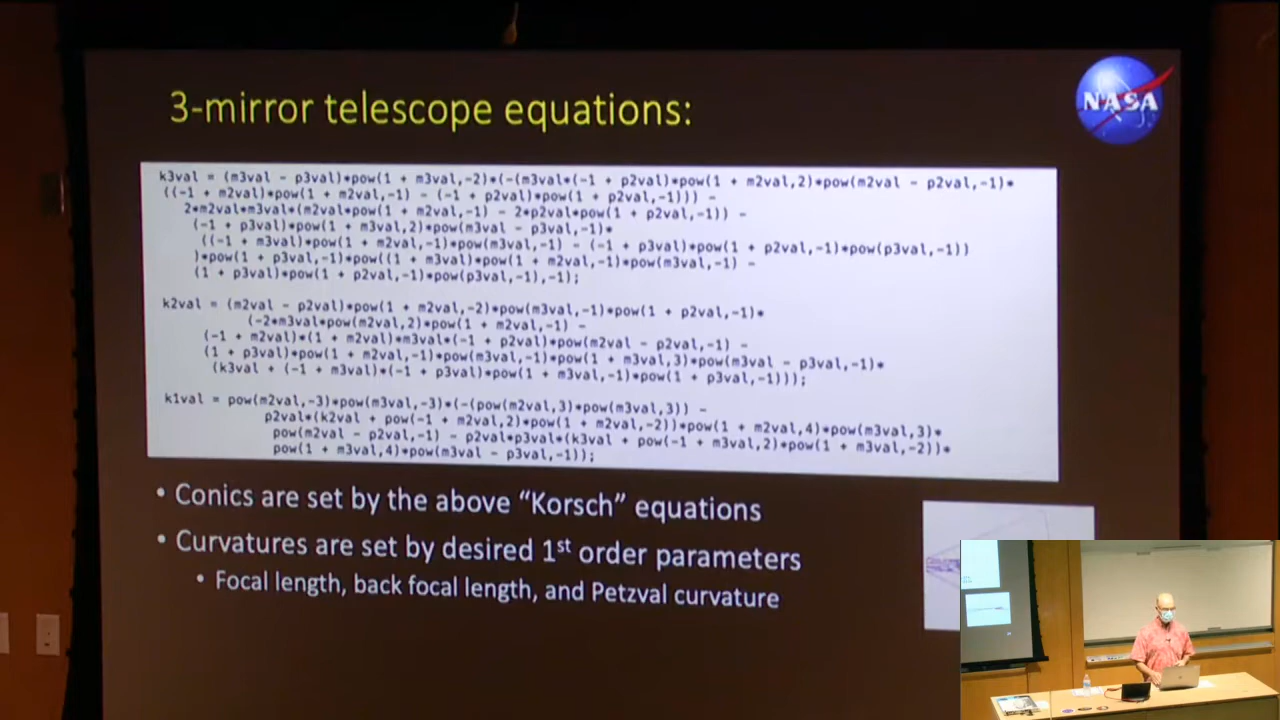 3-mirror telescope equations:
NASA
k3val = (m3val - p3val)*pow(1 + m3val,-2)*(-(m3val*(-1 + p2val)*pow(1 + m2val,2)*pow(m2val - p2val,-1)*
((-1 + m2val)*pow(1 + m2val,-1) - (-1 + p2val)*pow(1 + p2val,-1))) -
2*m2val*m3val*(m2val*pow(1 + m2val,-1) - 2*p2val*pow(1 + p2val,-1)) -
(-1 + p3val)*pow(1 + m3val,2)*pow(m3val - p3val,-1)*
((-1 + m3val)*pow(1 + m2val,-1)*pow(m3val,-1) - (-1 + p3val)*pow(1 + p2val,-1)*pow(p3val,-1))
)*pow(1 + p3val,-1)*pow((1 + m3val)*pow(1 + m2val,-1)*pow(m3val,-1) -
(1 + p3val)*pow(1 + p2val,-1)*pow(p3val,-1),-1);
k2val = (m2val - p2val)*pow(1 + m2val,-2)*pow(m3val,-1)*pow(1 + p2val,-1)*
(-2*m3val*pow(m2val,2)*pow(1 + m2val,-1) -
(-1 + m2val)*(1 + m2val)*m3val*(-1 + p2val)*pow(m2val - p2val,-1) -
(1 + p3val)*pow(1 + m2val,-1)*pow(m3val,-1)*pow(1 + m3val,3)*pow(m3val - p3val,-1)*
(k3val + (-1 + m3val)*(-1 + p3val)*pow(1 + m3val,-1)*pow(1 + p3val,-1)));
k1val = pow(m2val,-3)*pow(m3val,-3)*(-(pow(m2val,3)*pow(m3val,3)) -
p2val*(k2val + pow(-1 + m2val,2)*pow(1 + m2val,-2))*pow(1 + m2val,4)*pow(m3val,3)*
pow(m2val - p2val,-1) - p2val*p3val*(k3val + pow(-1 + m3val,2)*pow(1 + m3val,-2))*
pow(1 + m3val,4)*pow(m3val - p3val,-1));
• Conics are set by the above “Korsch” equations
• Curvatures are set by desired 1st order parameters
• Focal length, back focal length, and Petzval curvature